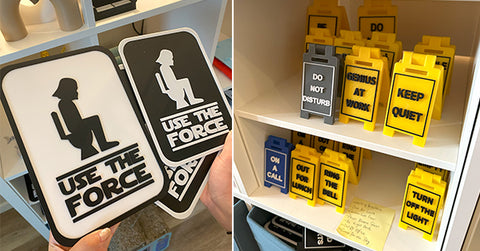 USE THE
FORCE
USE THE
FORCE
FORCE
DO
DO NOT
DISTURB
GENIUS
AT
WORK
KEEP
QUIET
ON A
CALL
OUT FOR
LUNCH
RING
THE
BELL
TURN
OFF THE
LIGHT